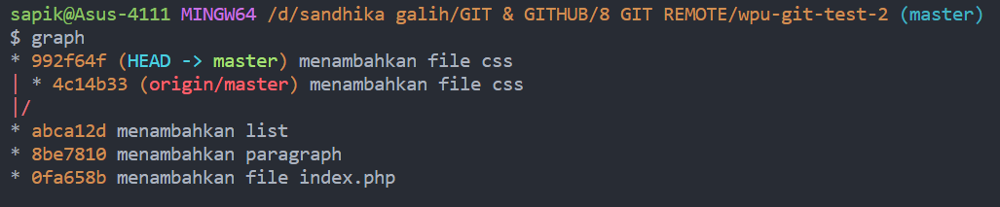 sapik@Asus-4111 MINGW64 /d/sandhika galih/GIT & GITHUB/8 GIT REMOTE/wpu-git-test-2 (master)
$ graph
* 992f64f (HEAD -> master) menambahkan file css
| * 4c14b33 (origin/master) menambahkan file css
|/
* abca12d menambahkan list
* 8be7810 menambahkan paragraph
* 0fa658b menambahkan file index.php